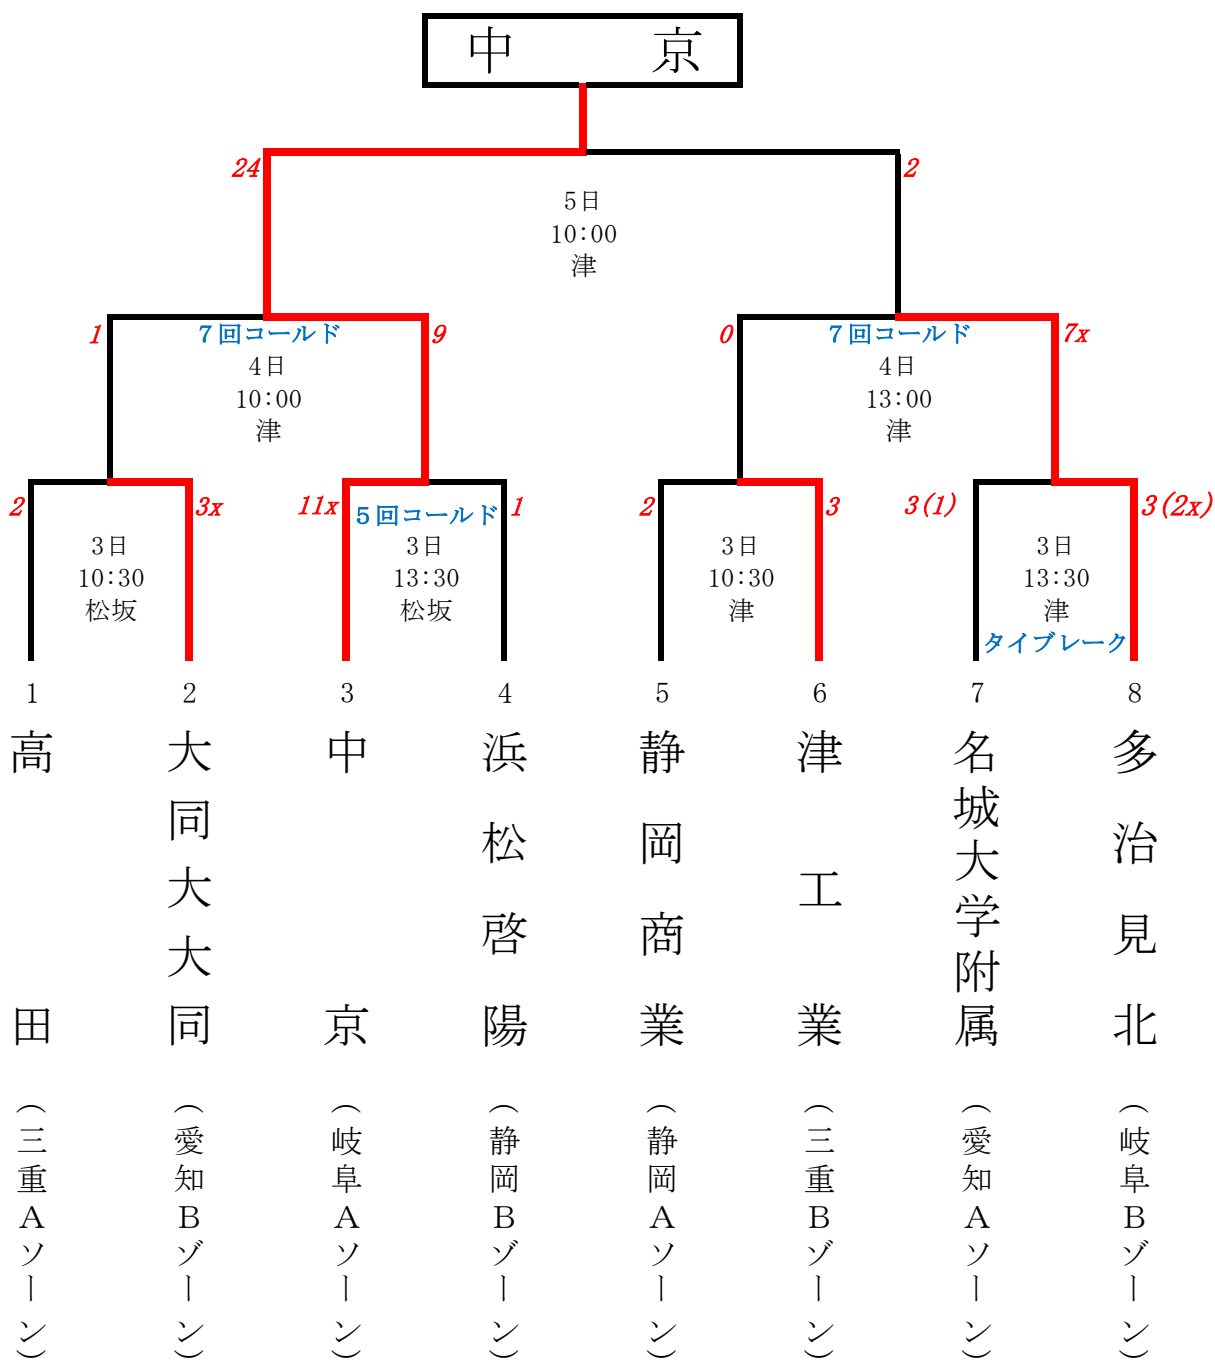 中京
24
2
5日
10:00
津
1
7回コールド
9
0
7回コールド
7x
4日
10:00
津
4日
13:00
津
2
3x
11x
5回コールド
1
2
3
3(1)
3(2x)
3日
10:30
松坂
3日
13:30
松坂
3日
10:30
津
3日
13:30
津
タイブレーク
1
2
3
4
5
6
7
8
高田
大同大大同
中京
浜松啓陽
静岡商業
津工業
名城大学附属
多治見北
(三重Aソーン)
(愛知Bゾーン)
(岐阜Aソーン)
(静岡Bゾーン)
(静岡Aソーン)
(三重Bゾーン)
(愛知Aソーン)
(岐阜Bゾーン)